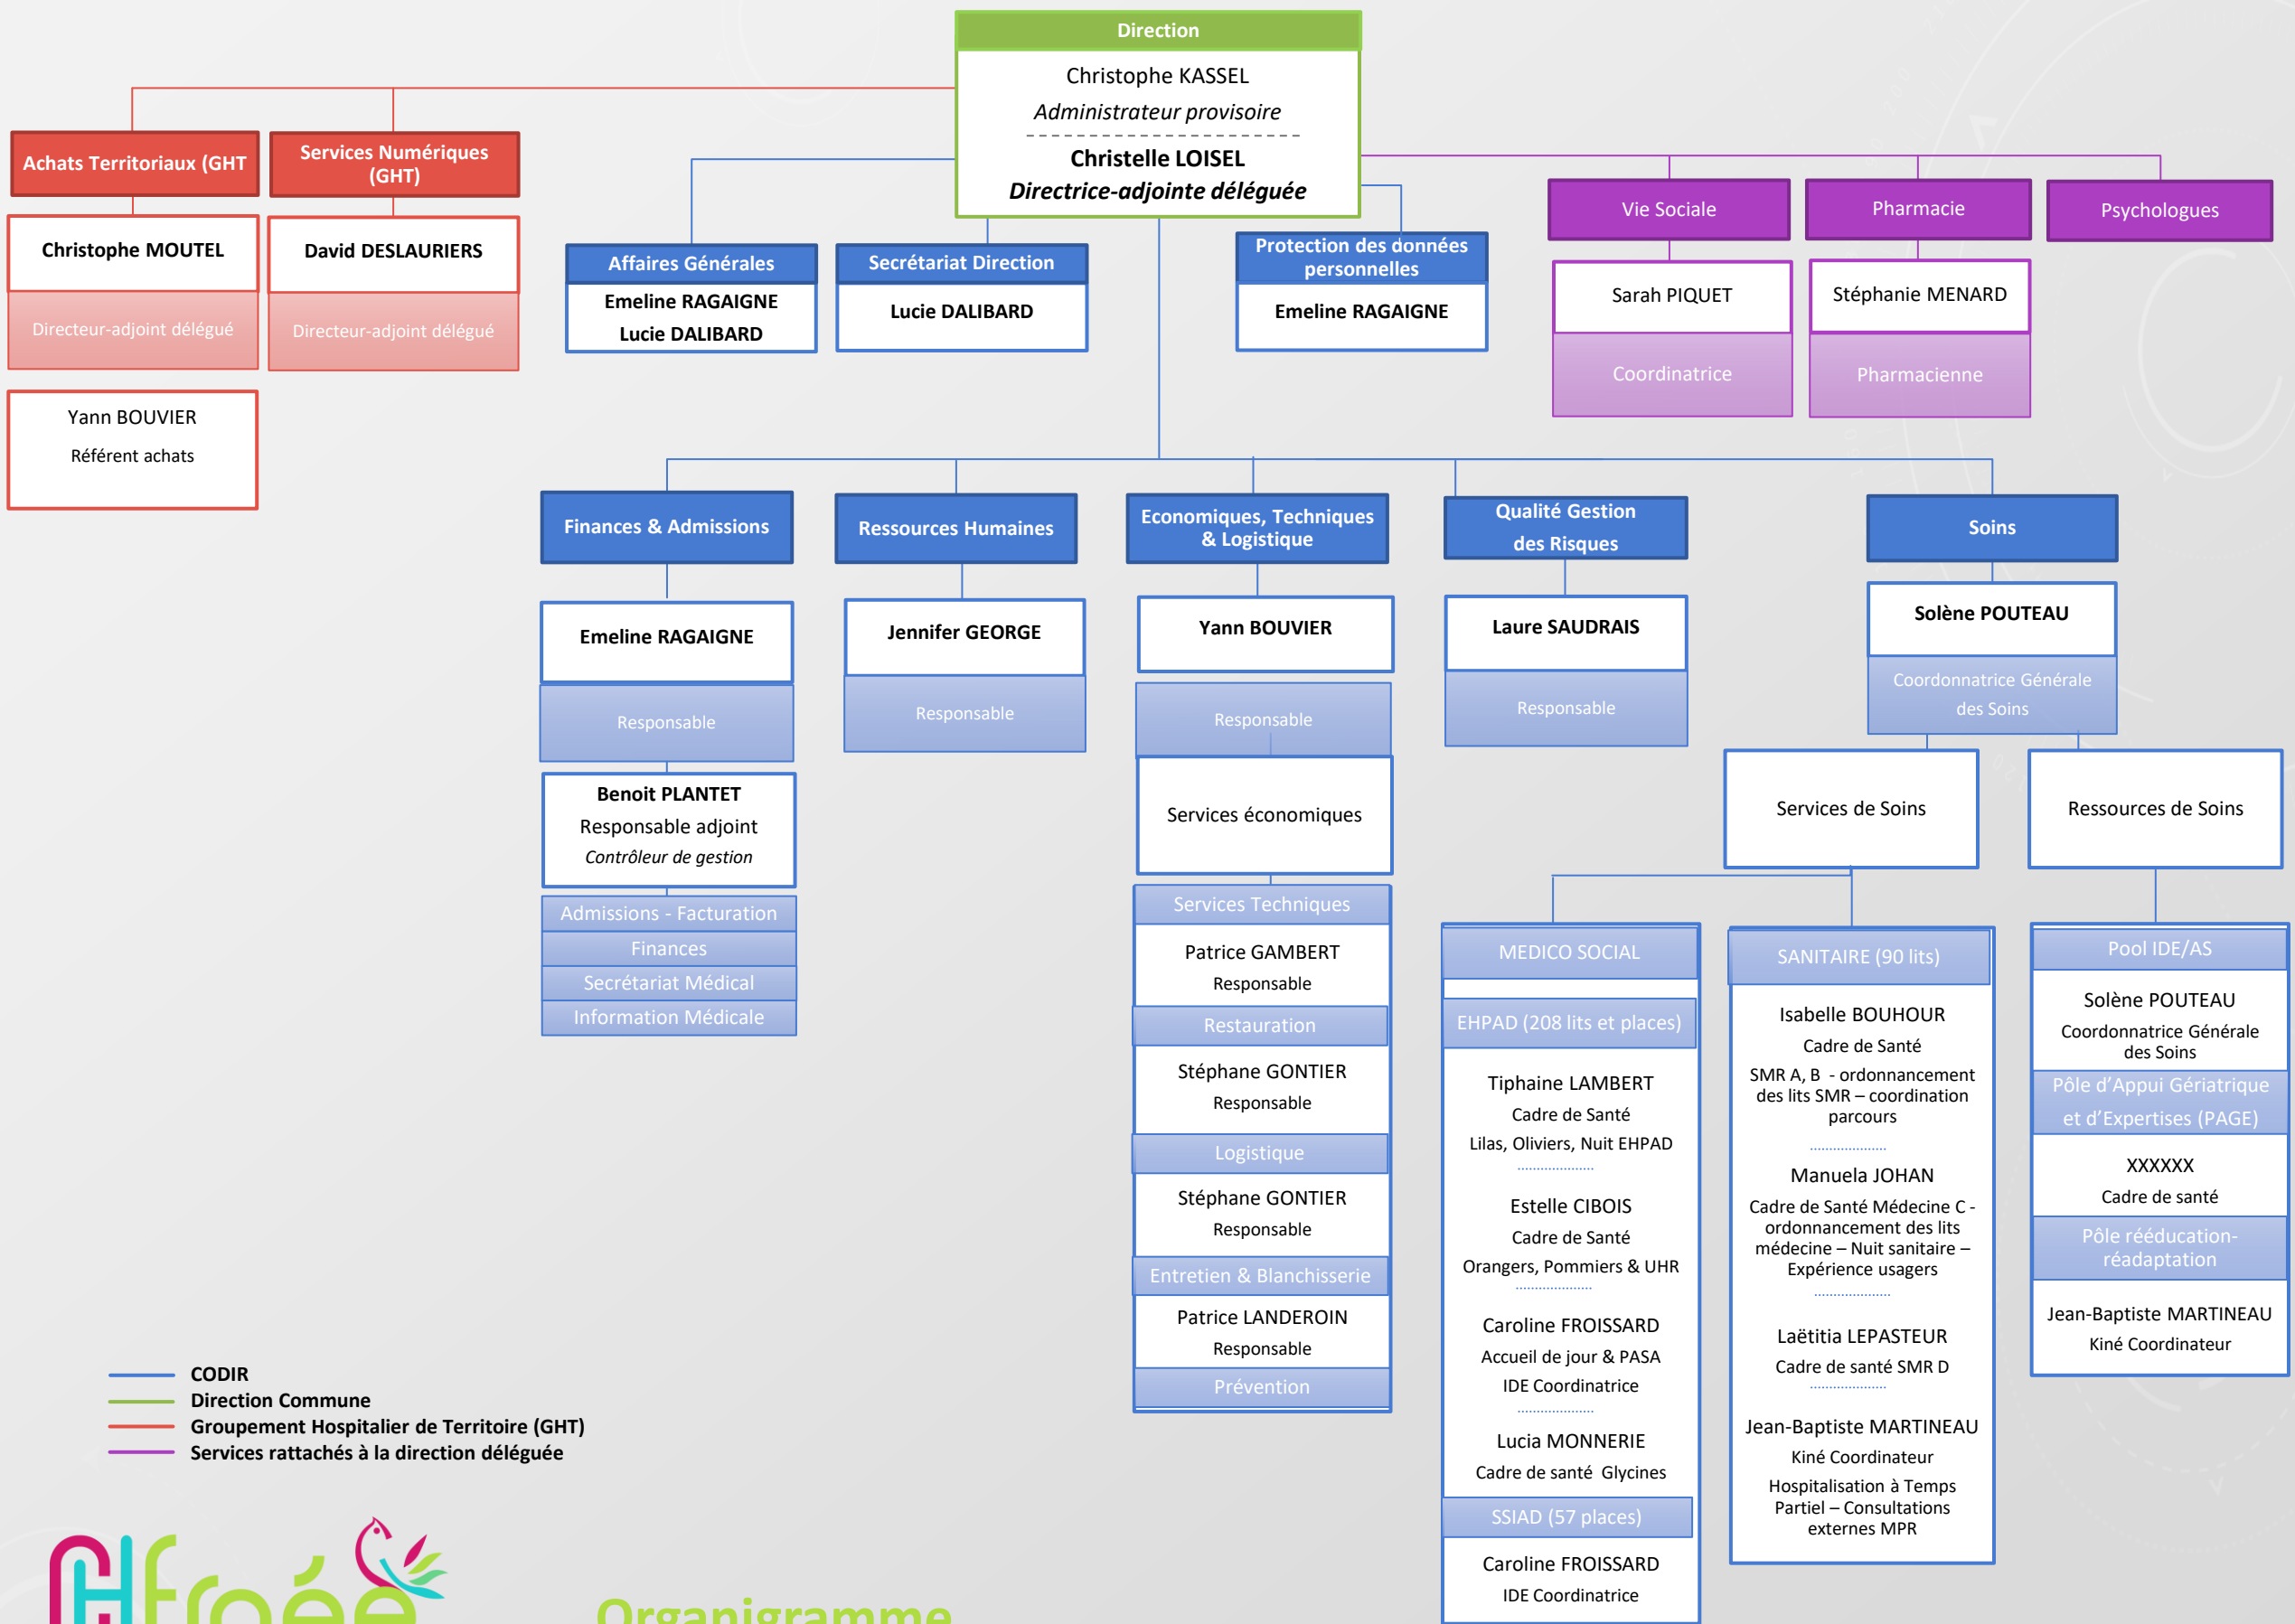 Direction
Christophe KASSEL
Administrateur provisoire
Christelle LOISEL
Directrice-adjointe déléguée
Achats Territoriaux (GHT
Christophe MOUTEL
Directeur-adjoint délégué
Yann BOUVIER
Référent achats
Services Numériques
(GHT)
David DESLAURIERS
Directeur-adjoint délégué
Affaires Générales
Emeline RAGAIGNE
Lucie DALIBARD
Secrétariat Direction
Lucie DALIBARD
Protection des données
personnelles
Emeline RAGAIGNE
Vie Sociale
Sarah PIQUET
Coordinatrice
Pharmacie
Stéphanie MENARD
Pharmacienne
Psychologues
Finances & Admissions
Emeline RAGAIGNE
Responsable
Benoit PLANTET
Responsable adjoint
Contrôleur de gestion
Admissions - Facturation
Finances
Secrétariat Médical
Information Médicale
Ressources Humaines
Jennifer GEORGE
Responsable
Economiques, Techniques
& Logistique
Yann BOUVIER
Responsable
Services économiques
Services Techniques
Patrice GAMBERT
Responsable
Restauration
Stéphane GONTIER
Responsable
Logistique
Stéphane GONTIER
Responsable
Entretien & Blanchisserie
Patrice LANDEROIN
Responsable
Prévention
Qualité Gestion
des Risques
Laure SAUDRAIS
Responsable
Soins
Solène POUTEAU
Coordonnatrice Générale
des Soins
Services de Soins
Ressources de Soins
MEDICO SOCIAL
EHPAD (208 lits et places)
Tiphaine LAMBERT
Cadre de Santé
Lilas, Oliviers, Nuit EHPAD
Estelle CIBOIS
Cadre de Santé
Orangers, Pommiers & UHR
Caroline FROISSARD
Accueil de jour & PASA
IDE Coordinatrice
Lucia MONNERIE
Cadre de santé  Glycines
SSIAD (57 places)
Caroline FROISSARD
IDE Coordinatrice
SANITAIRE (90 lits)
Isabelle BOUHOUR
Cadre de Santé
SMR A, B  - ordonnancement
des lits SMR – coordination
parcours
Manuela JOHAN
Cadre de Santé Médecine C -
ordonnancement des lits
médecine – Nuit sanitaire –
Expérience usagers
Laëtitia LEPASTEUR
Cadre de santé SMR D
Jean-Baptiste MARTINEAU
Kiné Coordinateur
Hospitalisation à Temps
Partiel – Consultations
externes MPR
Pool IDE/AS
Solène POUTEAU
Coordonnatrice Générale
des Soins
Pôle d’Appui Gériatrique
et d’Expertises (PAGE)
XXXXXX
Cadre de santé
Pôle rééducation-
réadaptation
Jean-Baptiste MARTINEAU
Kiné Coordinateur
CODIR
Direction Commune
Groupement Hospitalier de Territoire (GHT)
Services rattachés à la direction déléguée
Organigramme